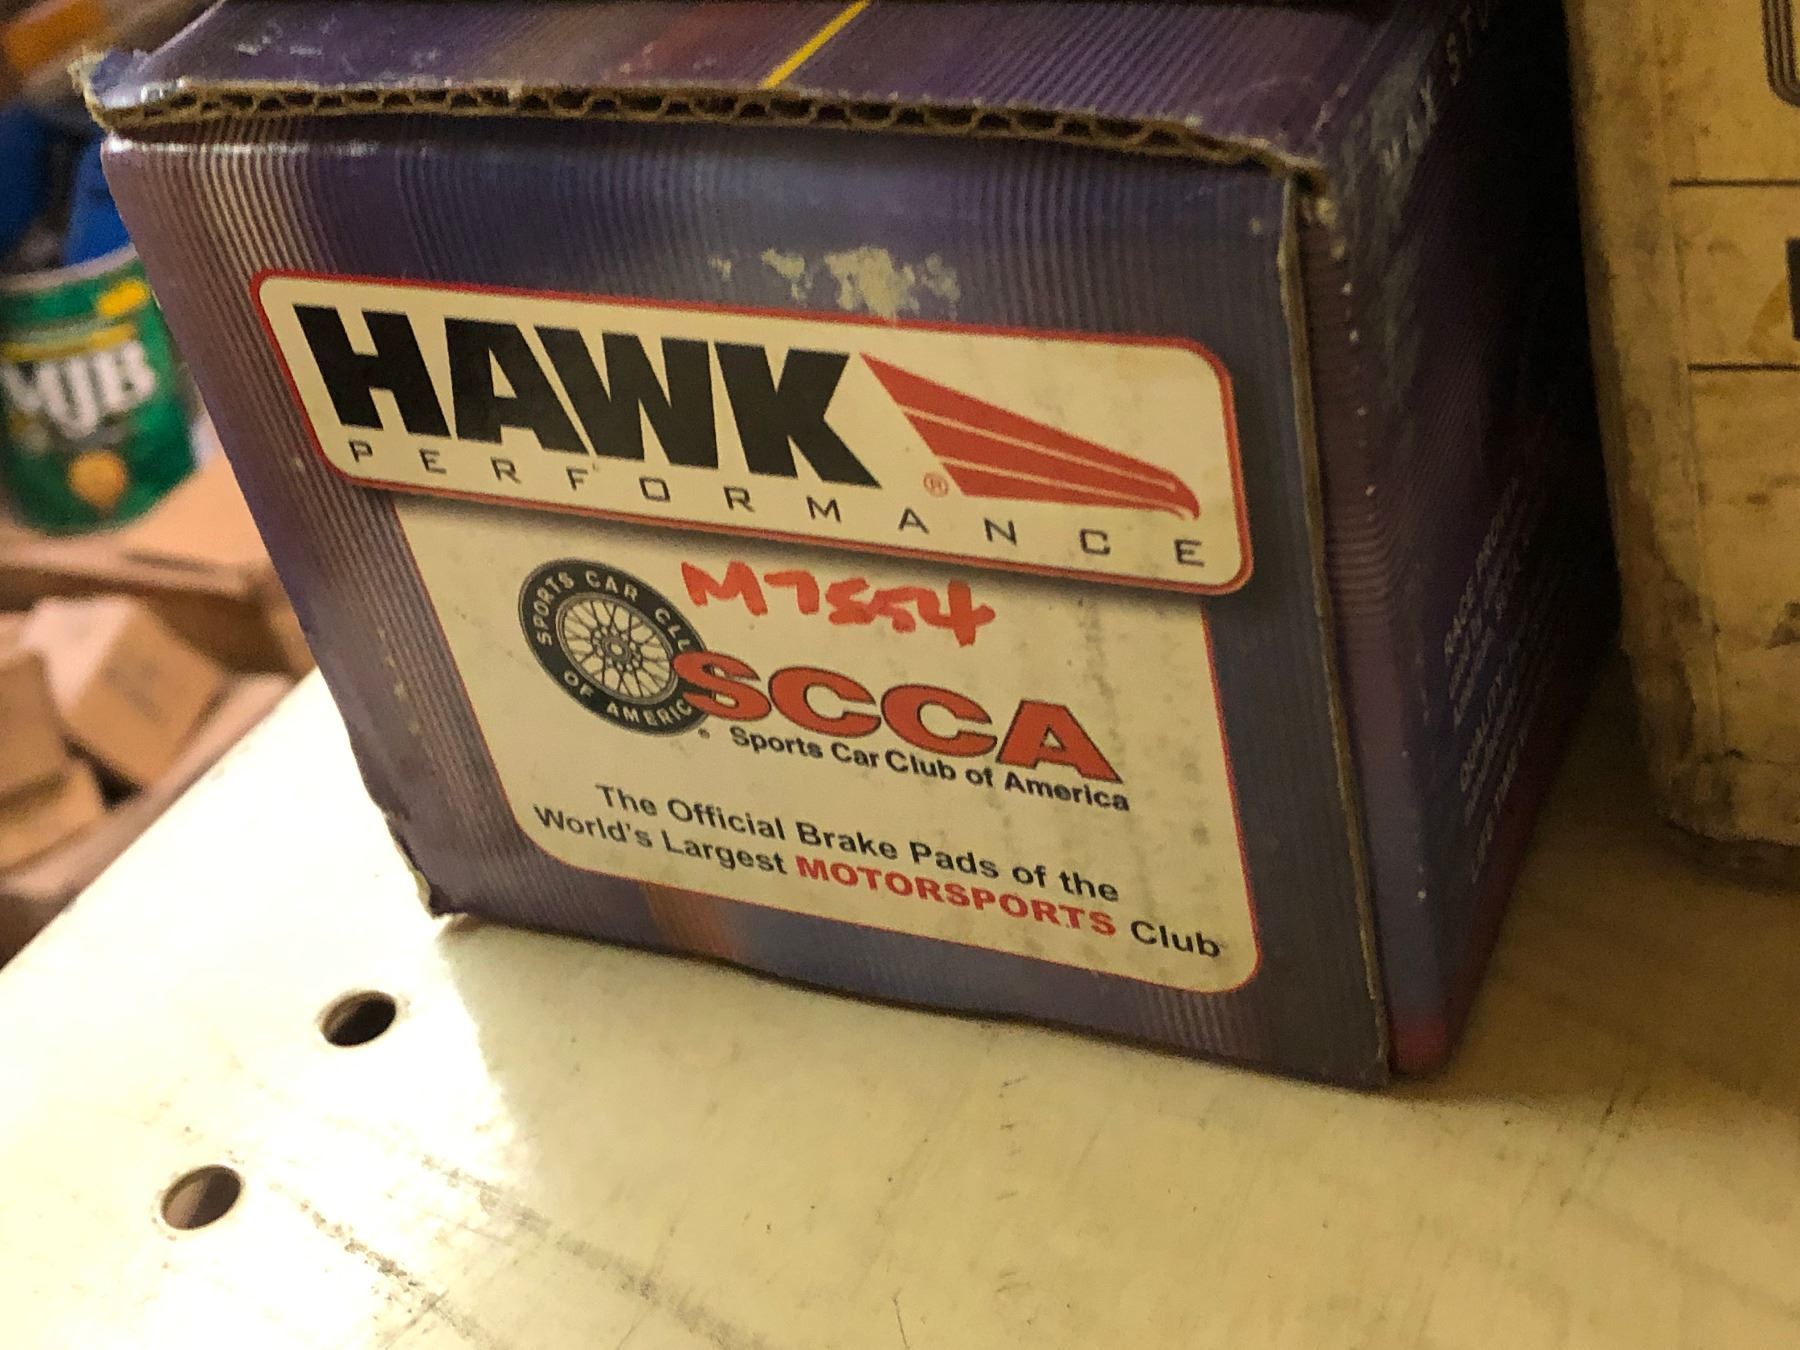 HAWK®
PERFORMANCE
M7554
SPORTS CAR CLUB
OF AMERICA®
SCCA
Sports Car Club of America
The Official Brake Pads of the
World's Largest MOTORSPORTS Club
MJB